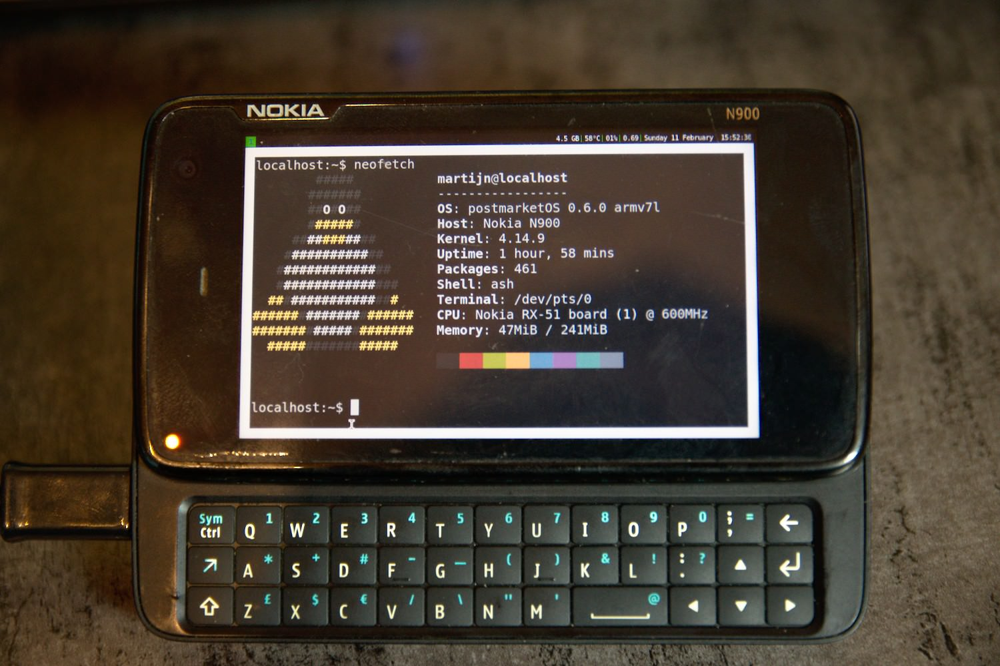 NOKIA
N900
1 4.5 GB| 58°C| 01%| 0.69| Sunday 11 February 15:52:30
localhost:~$ neofetch
#####
#######
##O#O##
#######
###########
##############
################
################
## ########### #
###### ####### ######
####### ##### #######
##### ####### #####
martijn@localhost
-----------------
OS: postmarketOS 0.6.0 armv7l
Host: Nokia N900
Kernel: 4.14.9
Uptime: 1 hour, 58 mins
Packages: 461
Shell: ash
Terminal: /dev/pts/0
CPU: Nokia RX-51 board (1) @ 600MHz
Memory: 47MiB / 241MiB
localhost:~$
Sym Ctrl Q 1 W 2 E 3 R 4 T 5 Y 6 U 7 I 8 O 9 P 0 ; , = ←
↗ A * S + D # F - G _ H ( J ) K & L ! : . ? ▲ ↵
⇧ Z £ X $ C € V / B \ N " M ' @ ◀ ▼ ▶